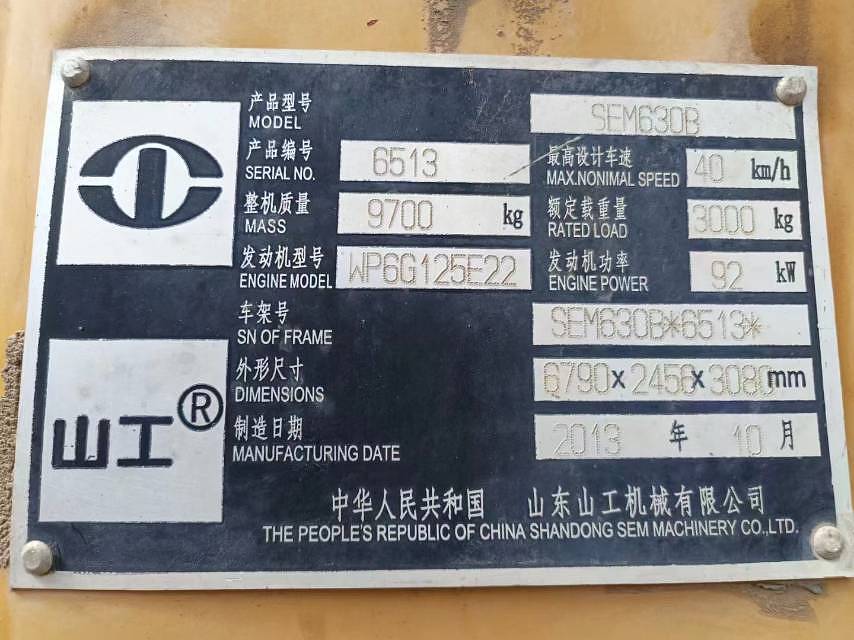 产品型号 SEM630B
MODEL
产品编号 6513 最高设计车速 40 km/h
SERIAL NO. MAX.NONIMAL SPEED
整机质量 9700 kg 额定载重量 3000 kg
MASS RATED LOAD
发动机型号 WP6G125E22 发动机功率 92 kW
ENGINE MODEL ENGINE POWER
车架号 SEM630B*6513*
SN OF FRAME
外形尺寸 6790x2456x3080mm
DIMENSIONS
山工®
制造日期 2013 年 10 月
MANUFACTURING DATE
中华人民共和国 山东山工机械有限公司
THE PEOPLE'S REPUBLIC OF CHINA SHANDONG SEM MACHINERY CO.,LTD.